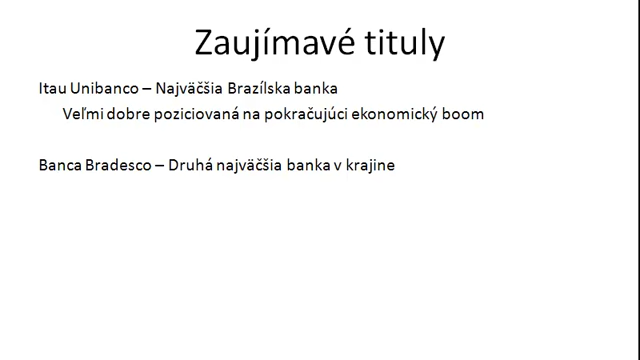 Zaujímavé tituly
Itau Unibanco – Najväčšia Brazílska banka
Veľmi dobre poziciovaná na pokračujúci ekonomický boom
Banca Bradesco – Druhá najväčšia banka v krajine